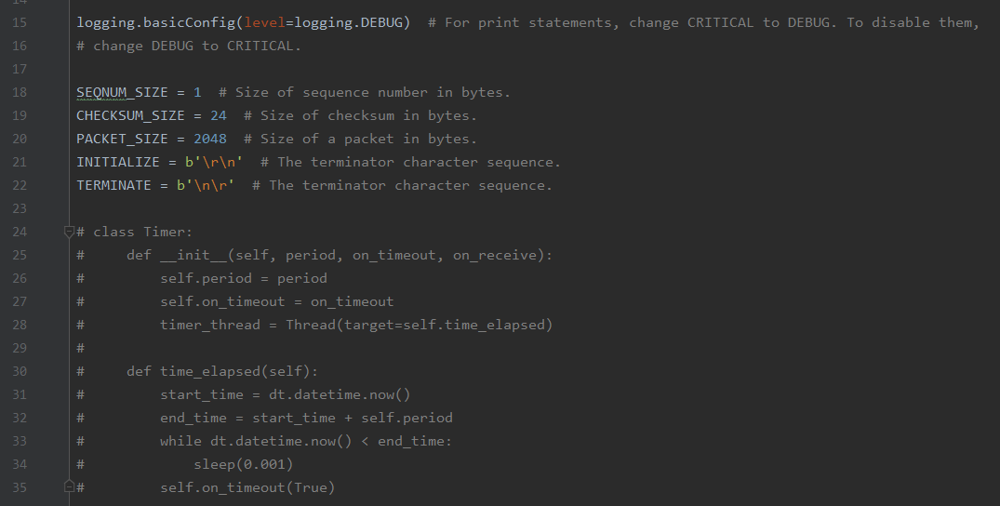 14
15 logging.basicConfig(level=logging.DEBUG)  # For print statements, change CRITICAL to DEBUG. To disable them,
16 # change DEBUG to CRITICAL.
17
18 SEQNUM_SIZE = 1  # Size of sequence number in bytes.
19 CHECKSUM_SIZE = 24  # Size of checksum in bytes.
20 PACKET_SIZE = 2048  # Size of a packet in bytes.
21 INITIALIZE = b'\r\n'  # The terminator character sequence.
22 TERMINATE = b'\n\r'  # The terminator character sequence.
23
24 # class Timer:
25 #     def __init__(self, period, on_timeout, on_receive):
26 #         self.period = period
27 #         self.on_timeout = on_timeout
28 #         timer_thread = Thread(target=self.time_elapsed)
29 #
30 #     def time_elapsed(self):
31 #         start_time = dt.datetime.now()
32 #         end_time = start_time + self.period
33 #         while dt.datetime.now() < end_time:
34 #             sleep(0.001)
35 #         self.on_timeout(True)